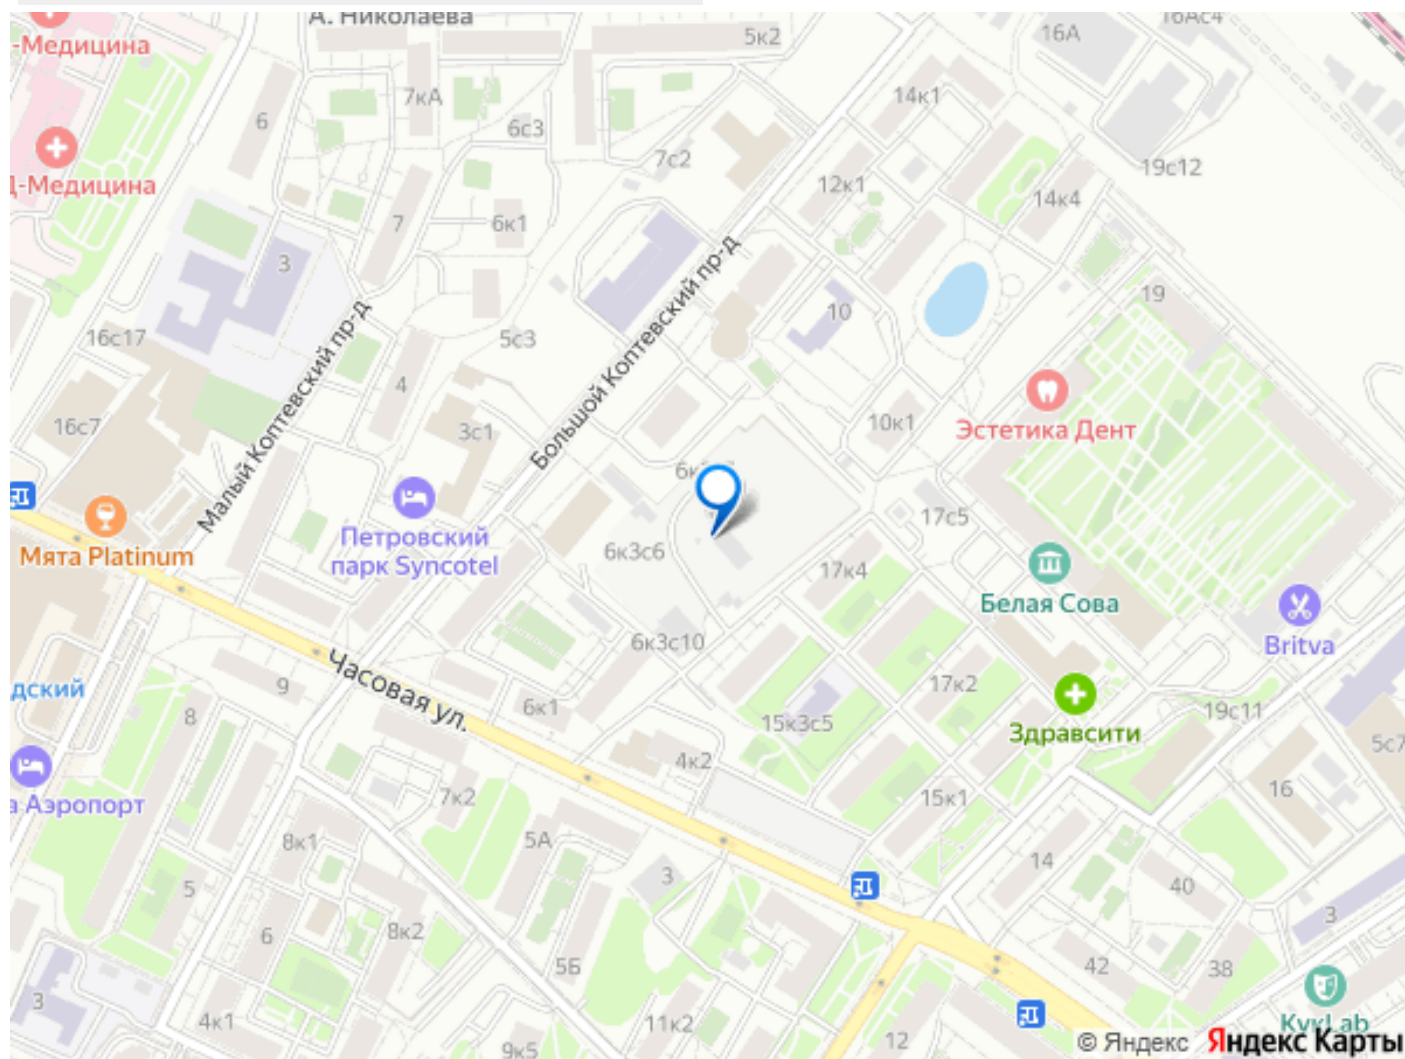 А. Николаева
16Ас4
-Медицина
5к2
16А
7кА
14к1
6
6с3
7с2
19с12
Д-Медицина
12к1
14к4
7
6к1
3
Большой Коптевский пр-д
19
10
16с17
5с3
Малый Коптевский пр-д
4
16с7
3с1
10к1
Эстетика Дент
17с5
Мята Platinum
Петровский
парк Syncotel
6к3с6
17к4
Белая Сова
Britva
6к3с10
Часовая ул.
дский
9
8
6к1
15к3с5
17к2
19с11
Здравсити
5с7
4к2
а Аэропорт
7к2
15к1
16
8к1
5А
14
3
5
40
3
6
8к2
5Б
42
38
3
4к1
11к2
9к5
12
KvкLab
© Яндекс
Яндекс Карты